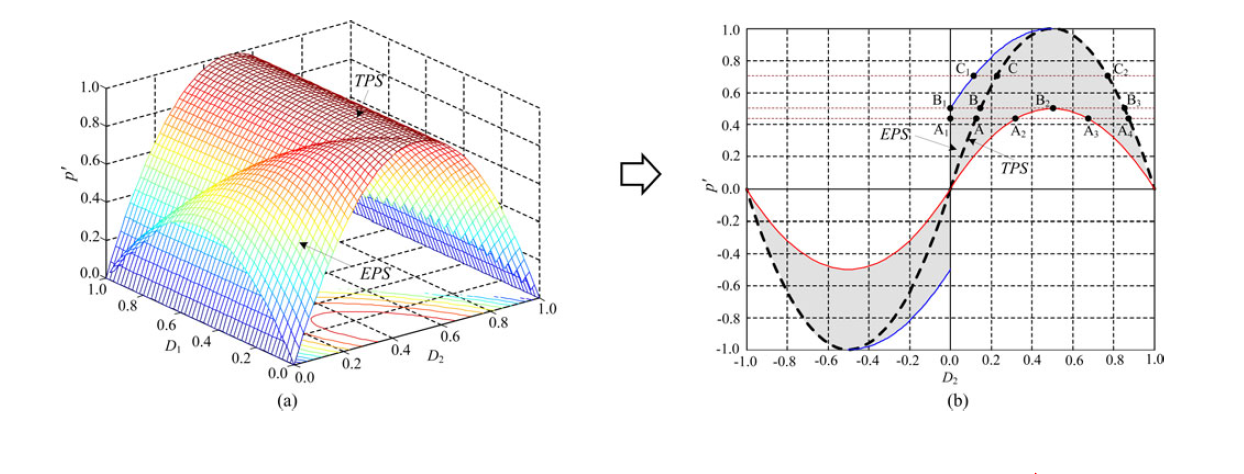 TPS
EPS
p'
1.0
0.8
0.6
0.4
0.2
0.0
1.0
0.8
0.6
0.4
0.2
0.0
D1
0.0
0.2
0.4
0.6
0.8
1.0
D2
(a)
1.0
0.8
0.6
0.4
0.2
0.0
-0.2
-0.4
-0.6
-0.8
-1.0
p'
C1 C C2
B1 B B2 B3
A1 A A2 A3 A4
EPS
TPS
-1.0 -0.8 -0.6 -0.4 -0.2 0.0 0.2 0.4 0.6 0.8 1.0
D2
(b)